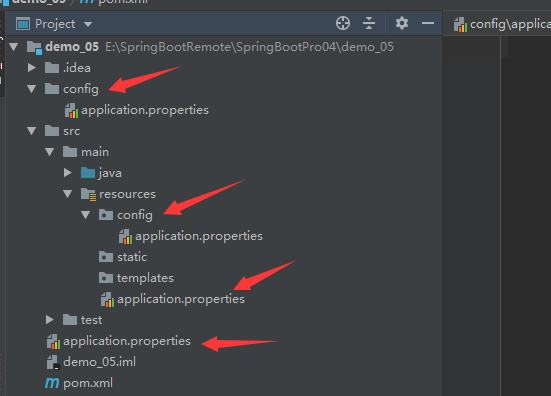 demo_05 pom.xml
Project
config\applica
demo_05 E:\SpringBootRemote\SpringBootPro04\demo_05
.idea
config
application.properties
src
main
java
resources
config
application.properties
static
templates
application.properties
test
application.properties
demo_05.iml
m pom.xml